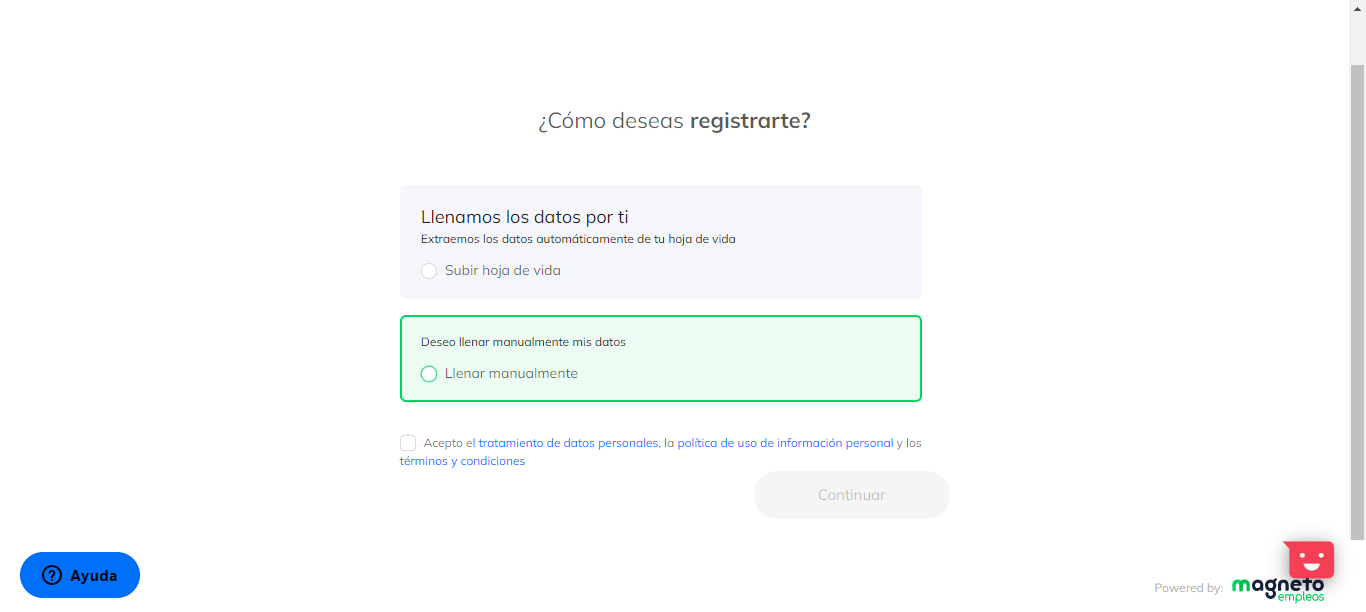 ¿Cómo deseas registrarte?
Llenamos los datos por ti
Extraemos los datos automáticamente de tu hoja de vida
Subir hoja de vida
Deseo llenar manualmente mis datos
Llenar manualmente
Acepto el tratamiento de datos personales, la política de uso de información personal y los
términos y condiciones
Continuar
? Ayuda
Powered by: magneto
empleos